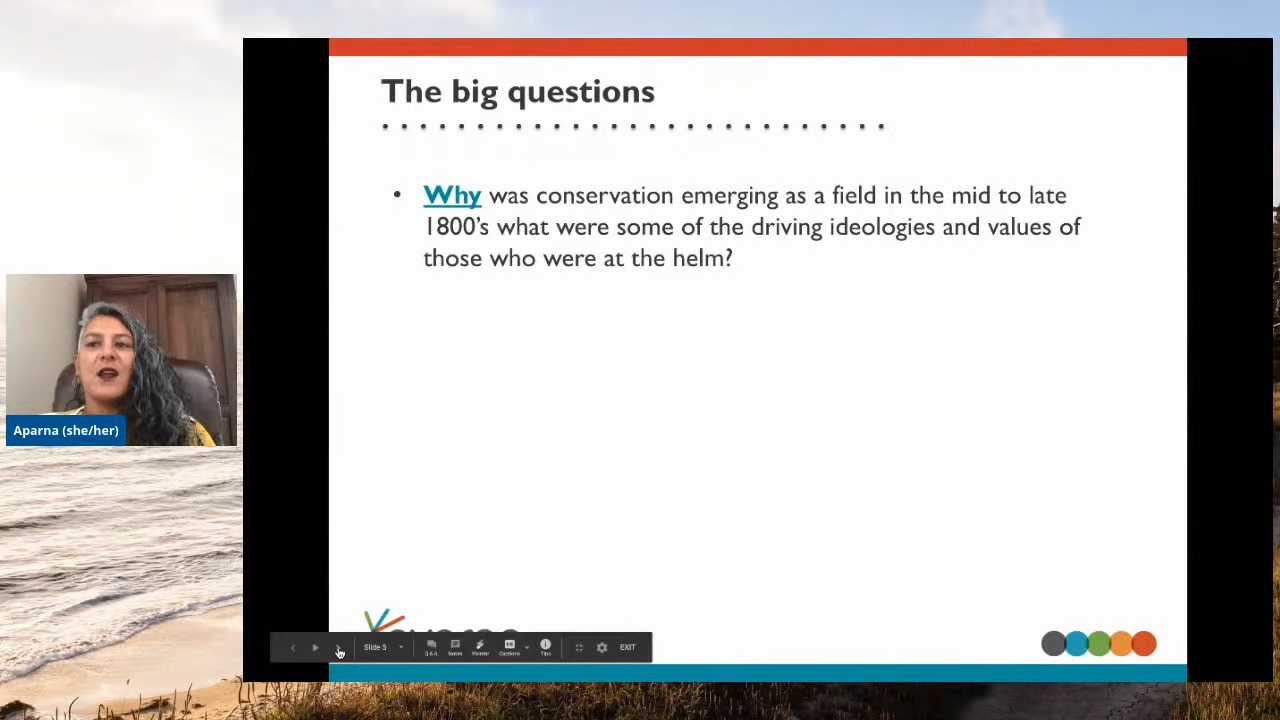 The big questions
• Why was conservation emerging as a field in the mid to late
1800's what were some of the driving ideologies and values of
those who were at the helm?
Aparna (she/her)
Slide 5
Q & A
Notes
Pointer
Captions
Tips
EXIT